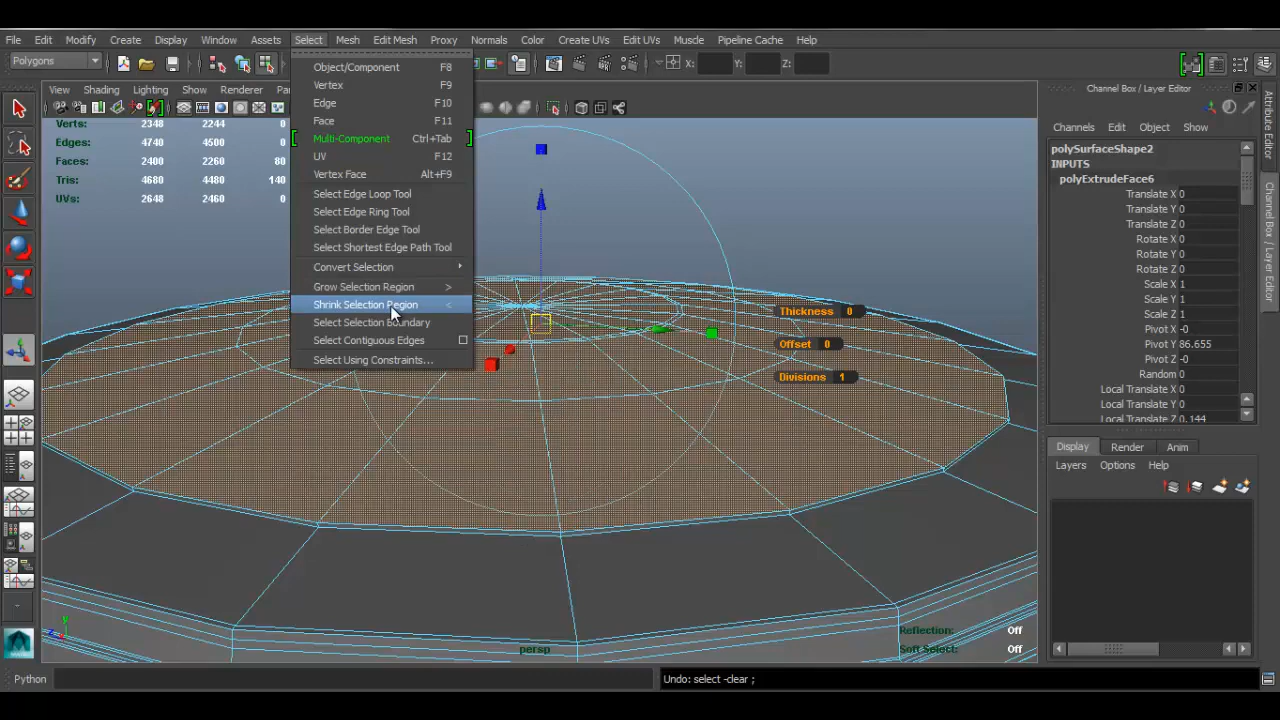 File Edit Modify Create Display Window Assets Select Mesh Edit Mesh Proxy Normals Color Create UVs Edit UVs Muscle Pipeline Cache Help
Polygons
X: Y: Z:
View Shading Lighting Show Renderer Pa
Verts: 2348 2244 0
Edges: 4740 4500 0
Faces: 2400 2260 80
Tris: 4680 4480 140
UVs: 2648 2460 0
Object/Component F8
Vertex F9
Edge F10
Face F11
Multi-Component Ctrl+Tab
UV F12
Vertex Face Alt+F9
Select Edge Loop Tool
Select Edge Ring Tool
Select Border Edge Tool
Select Shortest Edge Path Tool
Convert Selection
Grow Selection Region >
Shrink Selection Region <
Select Selection Boundary
Select Contiguous Edges
Select Using Constraints...
Thickness 0
Offset 0
Divisions 1
Reflection: Off
Soft Select: Off
persp
Channel Box / Layer Editor
Channels Edit Object Show
polySurfaceShape2
INPUTS
polyExtrudeFace6
Translate X 0
Translate Y 0
Translate Z 0
Rotate X 0
Rotate Y 0
Rotate Z 0
Scale X 1
Scale Y 1
Scale Z 1
Pivot X -0
Pivot Y 86.655
Pivot Z -0
Random 0
Local Translate X 0
Local Translate Y 0
Local Translate Z 0.144
Display Render Anim
Layers Options Help
Attribute Editor
Channel Box / Layer Editor
Python
Undo: select -clear ;